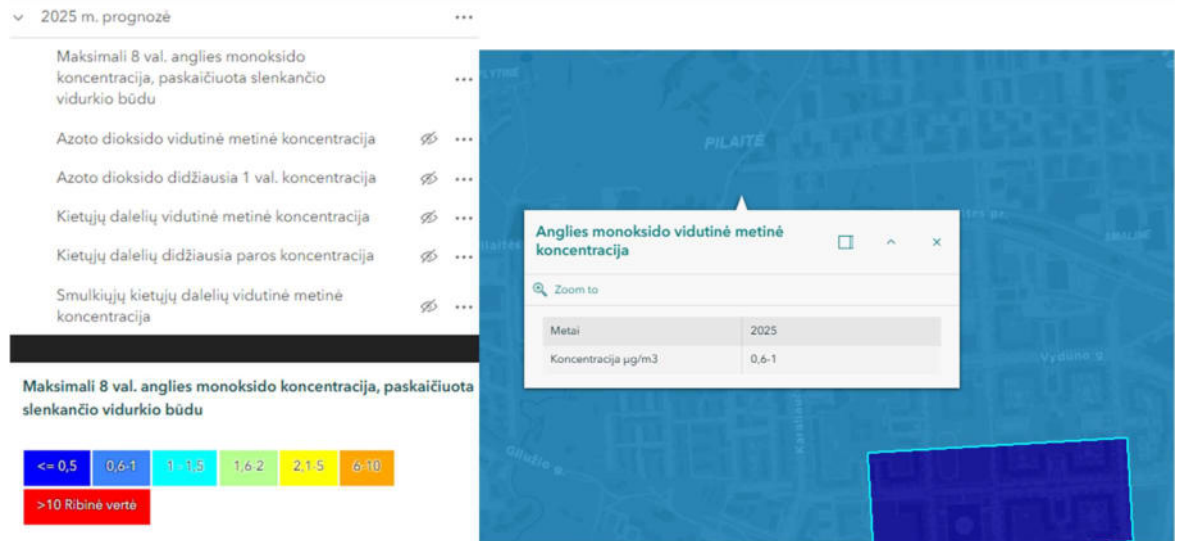 2025 m. prognozė
Maksimali 8 val. anglies monoksido
koncentracija, paskaičiuota slenkančio
vidurkio būdu
Azoto dioksido vidutinė metinė koncentracija
Azoto dioksido didžiausia 1 val. koncentracija
Kietųjų dalelių vidutinė metinė koncentracija
Kietųjų dalelių didžiausia paros koncentracija
Smulkiųjų kietųjų dalelių vidutinė metinė
koncentracija
Maksimali 8 val. anglies monoksido koncentracija, paskaičiuota
slenkančio vidurkio būdu
<= 0,5 0,6-1 1 - 1,5 1,6-2 2,1-5 6-10
>10 Ribinė vertė
PILAITĖ
Anglies monoksido vidutinė metinė
koncentracija
Zoom to
Metai 2025
Koncentracija µg/m3 0,6-1
Vydūno g.
Giludio g.